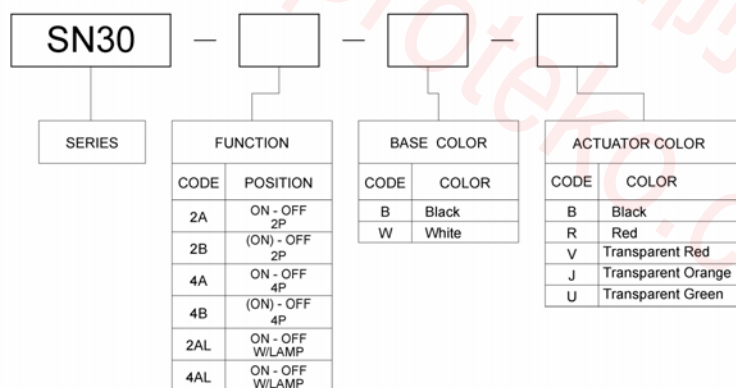 SN30 — — —
SERIES
FUNCTION
CODE POSITION
2A ON - OFF
2P
2B (ON) - OFF
2P
4A ON - OFF
4P
4B (ON) - OFF
4P
2AL ON - OFF
W/LAMP
4AL ON - OFF
W/LAMP
BASE COLOR
CODE COLOR
B Black
W White
ACTUATOR COLOR
CODE COLOR
B Black
R Red
V Transparent Red
J Transparent Orange
U Transparent Green